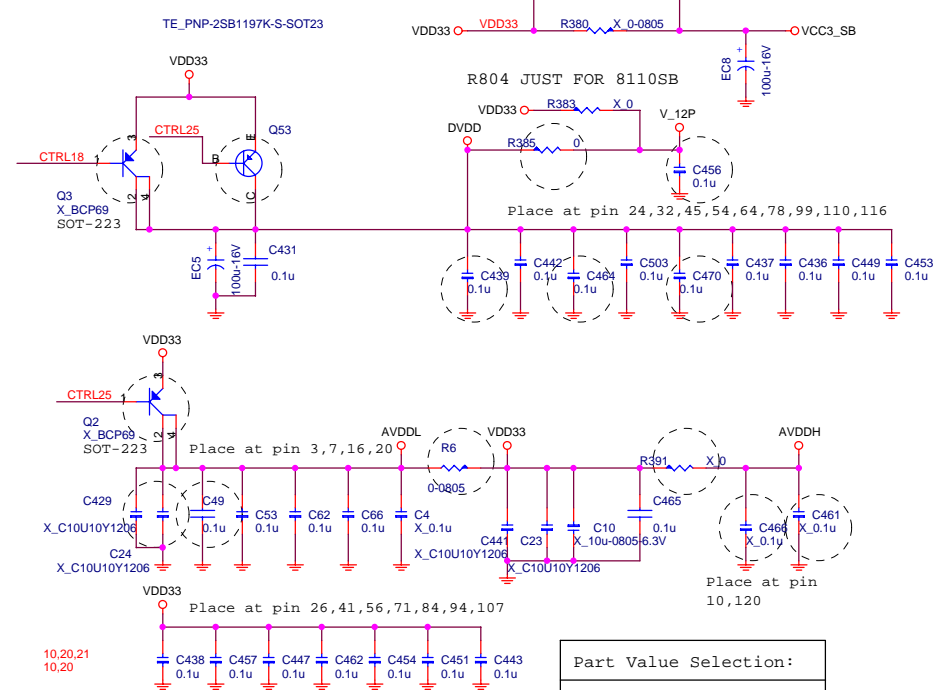 TE_PNP-2SB1197K-S-SOT23
VDD33
VDD33
R380
X_0-0805
VCC3_SB
EC8
+
100u-16V
VDD33
R804 JUST FOR 8110SB
VDD33
R383
X_0
DVDD
V_12P
R385
0
C456
0.1u
CTRL18
1
3
2
4
CTRL25
Q53
B
E
C
Q3
X_BCP69
SOT-223
Place at pin 24,32,45,54,64,78,99,110,116
EC5
+
100u-16V
C431
0.1u
C439
0.1u
C442
0.1u
C464
0.1u
C503
0.1u
C470
0.1u
C437
0.1u
C436
0.1u
C449
0.1u
C453
0.1u
VDD33
CTRL25
1
3
2
4
Q2
X_BCP69
SOT-223
Place at pin 3,7,16,20
AVDDL
R6
0-0805
VDD33
R391
X_0
AVDDH
C429
X_C10U10Y1206
C24
X_C10U10Y1206
C49
0.1u
C53
0.1u
C62
0.1u
C66
0.1u
C4
X_0.1u
C441
X_C10U10Y1206
C23
X_C10U10Y1206
C10
X_10u-0805-6.3V
C465
0.1u
C466
X_0.1u
C461
X_0.1u
Place at pin
10,120
VDD33
Place at pin 26,41,56,71,84,94,107
10,20,21
10,20
C438
0.1u
C457
0.1u
C447
0.1u
C462
0.1u
C454
0.1u
C451
0.1u
C443
0.1u
Part Value Selection: